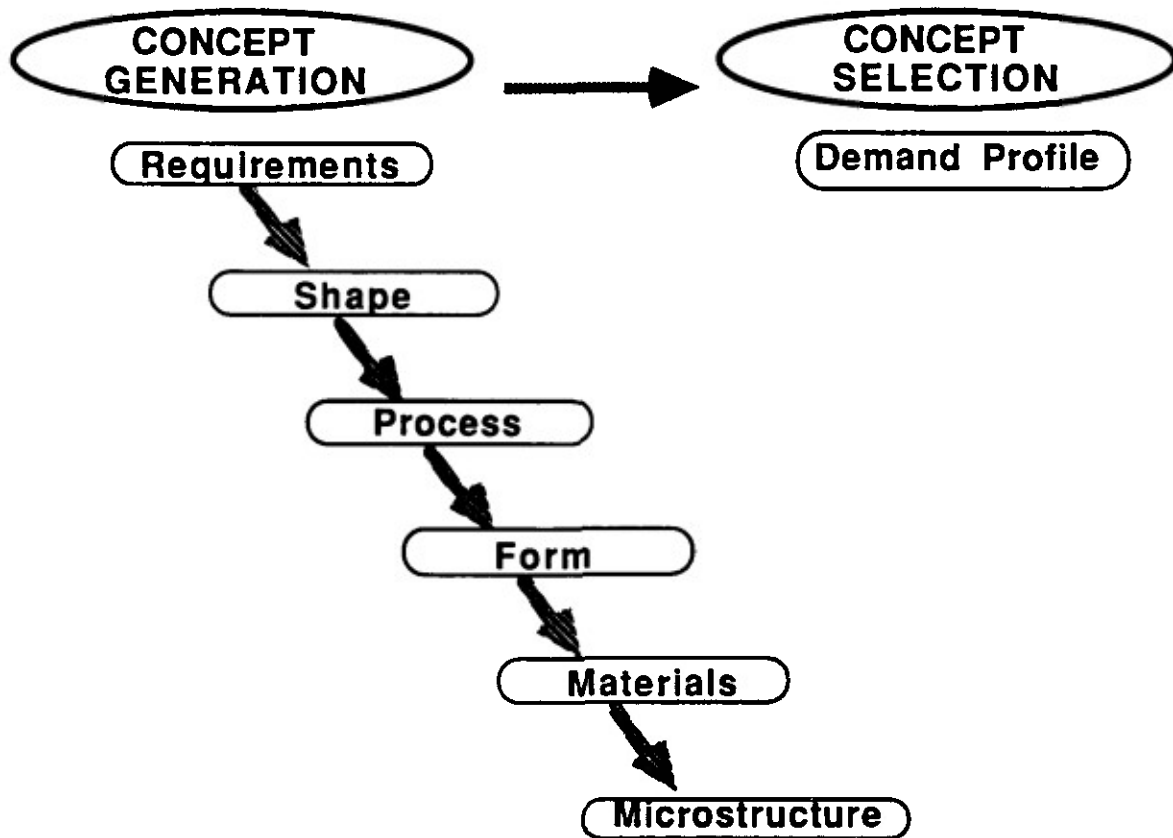 CONCEPT
GENERATION
CONCEPT
SELECTION
Requirements
Demand Profile
Shape
Process
Form
Materials
Microstructure